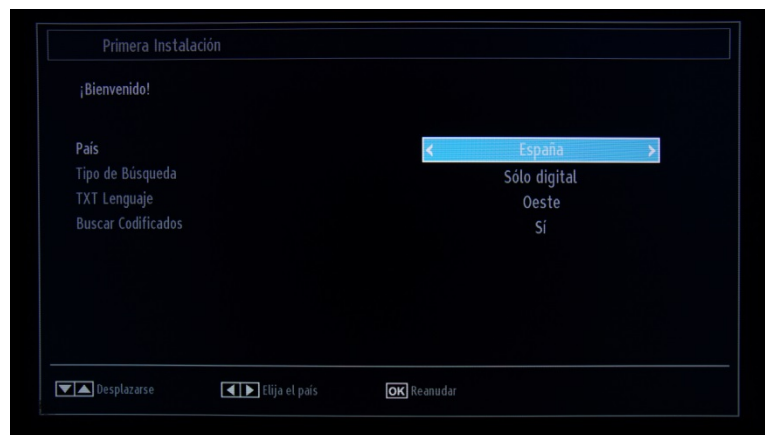 Primera Instalación
¡Bienvenido!
País España
Tipo de Búsqueda Sólo digital
TXT Lenguaje Oeste
Buscar Codificados Sí
Desplazarse Elija el país OK Reanudar